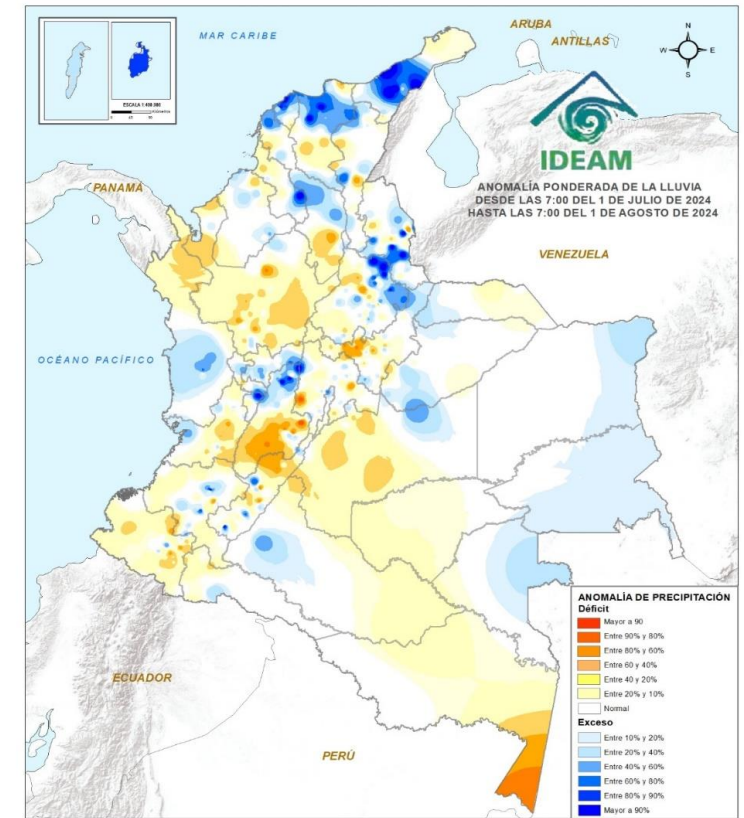 MAR CARIBE
ARUBA
ANTILLAS
N
W
E
S
IDEAM
ANOMALÍA PONDERADA DE LA LLUVIA
DESDE LAS 7:00 DEL 1 DE JULIO DE 2024
HASTA LAS 7:00 DEL 1 DE AGOSTO DE 2024
PANAMÁ
VENEZUELA
OCÉANO PACÍFICO
ECUADOR
PERÚ
ANOMALÍA DE PRECIPITACIÓN
Déficit
Mayor a 90
Entre 90% y 80%
Entre 80% y 60%
Entre 60 y 40%
Entre 40 y 20%
Entre 20% y 10%
Normal
Exceso
Entre 10% y 20%
Entre 20% y 40%
Entre 40% y 60%
Entre 60% y 80%
Entre 80% y 90%
Mayor a 90%